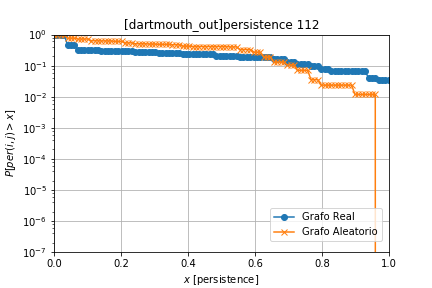 [dartmouth_out]persistence 112
P[per(i,j) > x]
10^0
10^-1
10^-2
10^-3
10^-4
10^-5
10^-6
10^-7
Grafo Real
Grafo Aleatorio
0.0 0.2 0.4 0.6 0.8 1.0
x [persistence]